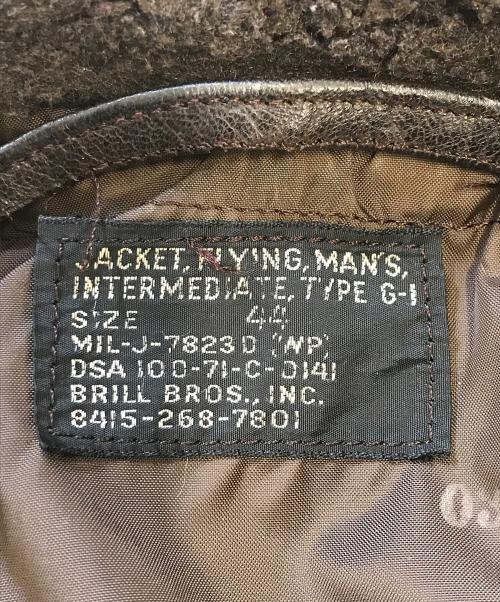 JACKET, FLYING, MAN'S,
INTERMEDIATE, TYPE G-1
SIZE 44
MIL-J-7823D (WP)
DSA 100-71-C-0141
BRILL BROS., INC.
8415-268-7801